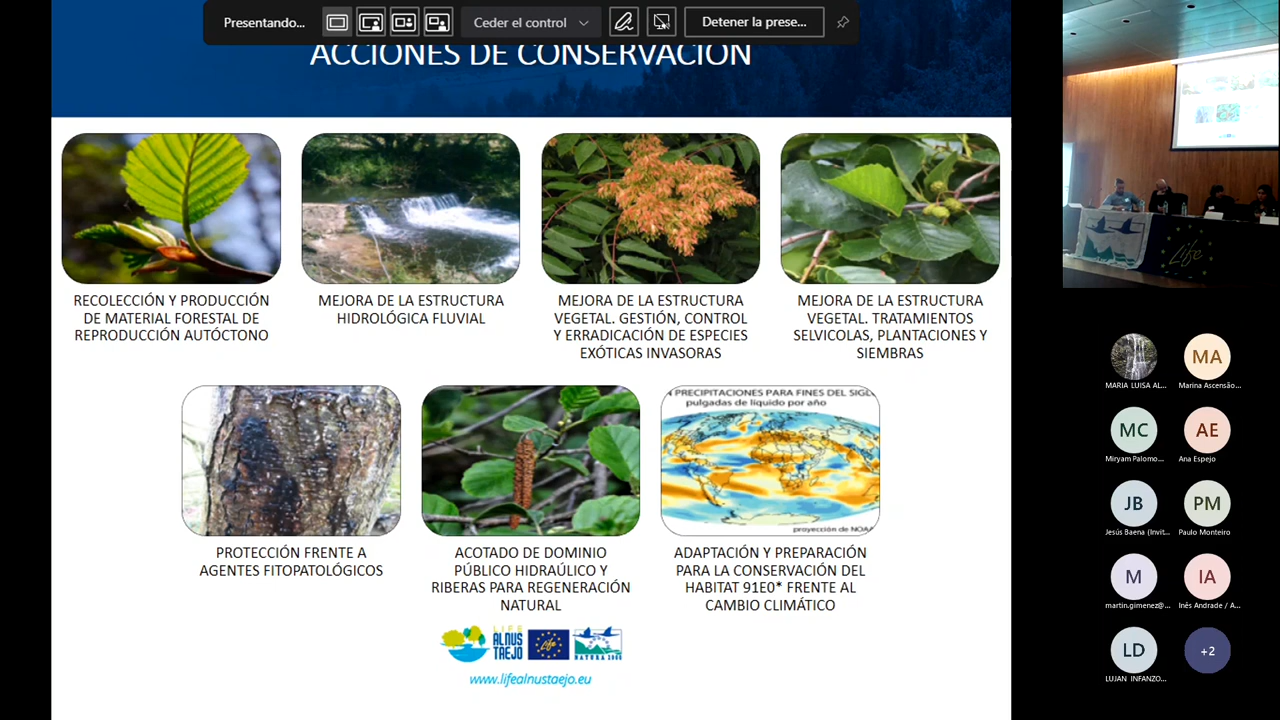 Presentando...
Ceder el control
Detener la prese...
ACCIONES DE CONSERVACIÓN
RECOLECCIÓN Y PRODUCCIÓN
DE MATERIAL FORESTAL DE
REPRODUCCIÓN AUTÓCTONO
MEJORA DE LA ESTRUCTURA
HIDROLÓGICA FLUVIAL
MEJORA DE LA ESTRUCTURA
VEGETAL. GESTIÓN, CONTROL
Y ERRADICACIÓN DE ESPECIES
EXÓTICAS INVASORAS
MEJORA DE LA ESTRUCTURA
VEGETAL. TRATAMIENTOS
SELVICOLAS, PLANTACIONES Y
SIEMBRAS
PRECIPITACIONES PARA FINES DEL SIGL
pulgadas de líquido por año
proyección de NOAA
PROTECCIÓN FRENTE A
AGENTES FITOPATOLÓGICOS
ACOTADO DE DOMINIO
PÚBLICO HIDRAÚLICO Y
RIBERAS PARA REGENERACIÓN
NATURAL
ADAPTACIÓN Y PREPARACIÓN
PARA LA CONSERVACIÓN DEL
HABITAT 91E0* FRENTE AL
CAMBIO CLIMÁTICO
LIFE
ALNUS
TAEJO
Life
NATURA 2000
www.lifealnustaejo.eu
Life
MARIA LUISA AL...
MA
Marina Ascensão...
MC
Miryam Palomo...
AE
Ana Espejo
JB
Jesús Baena (Invit...
PM
Paulo Monteiro
M
martin.gimenez@...
IA
Inês Andrade / A...
LD
LUJAN INFANZO...
+2